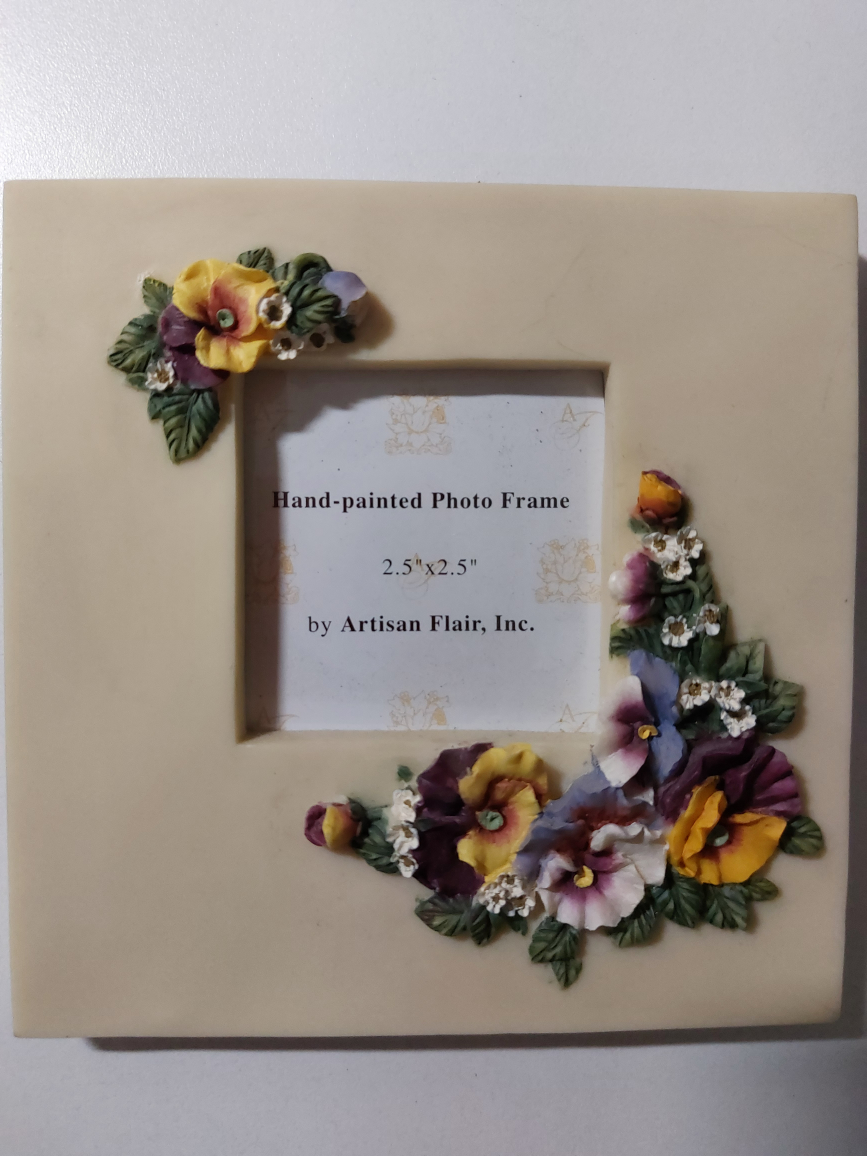 Hand-painted Photo Frame
2.5"x2.5"
by Artisan Flair, Inc.